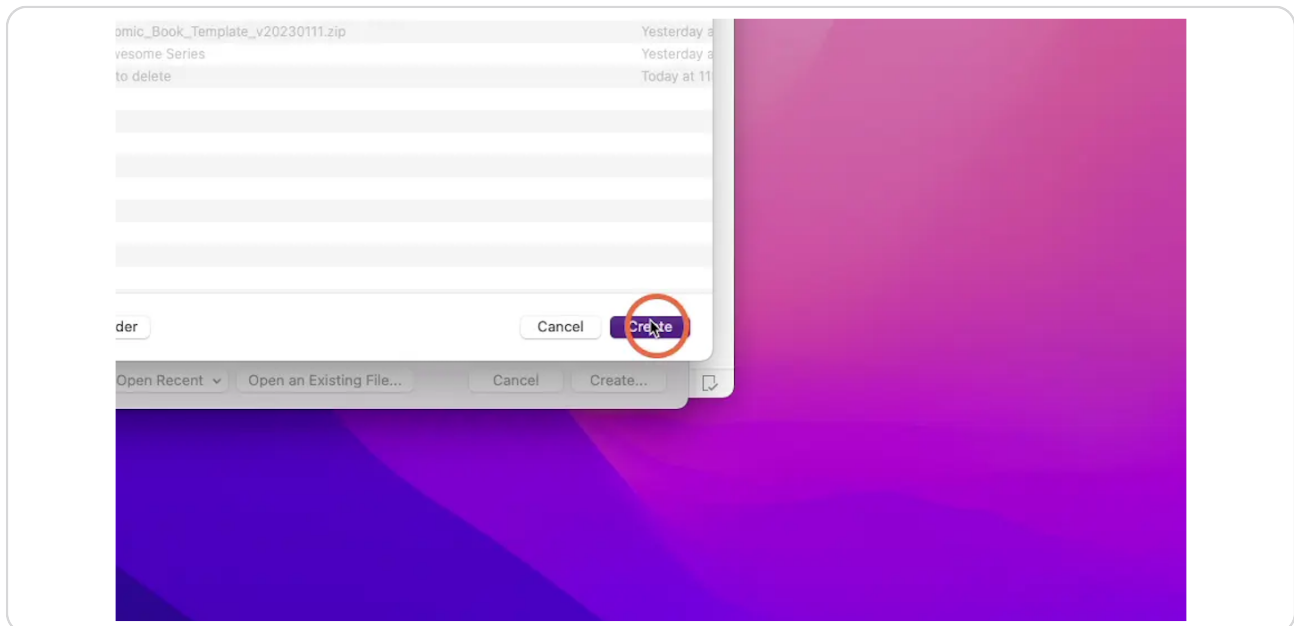 omic_Book_Template_v20230111.zip Yesterday a
wesome Series Yesterday a
to delete Today at 11
der Cancel Create
Open Recent Open an Existing File... Cancel Create...